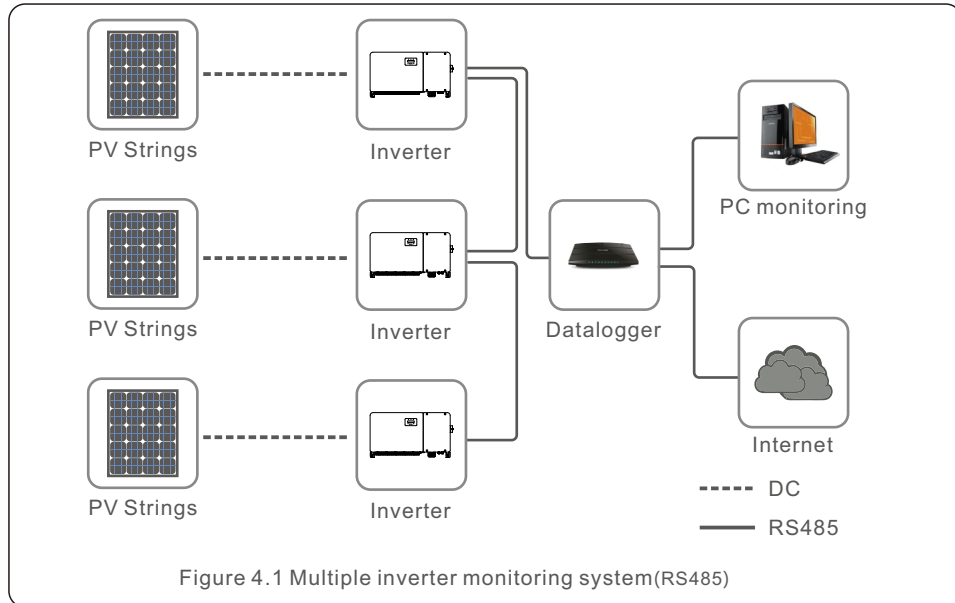 PV Strings
Inverter
PC monitoring
PV Strings
Inverter
Datalogger
Internet
PV Strings
Inverter
DC
RS485
Figure 4.1 Multiple inverter monitoring system(RS485)